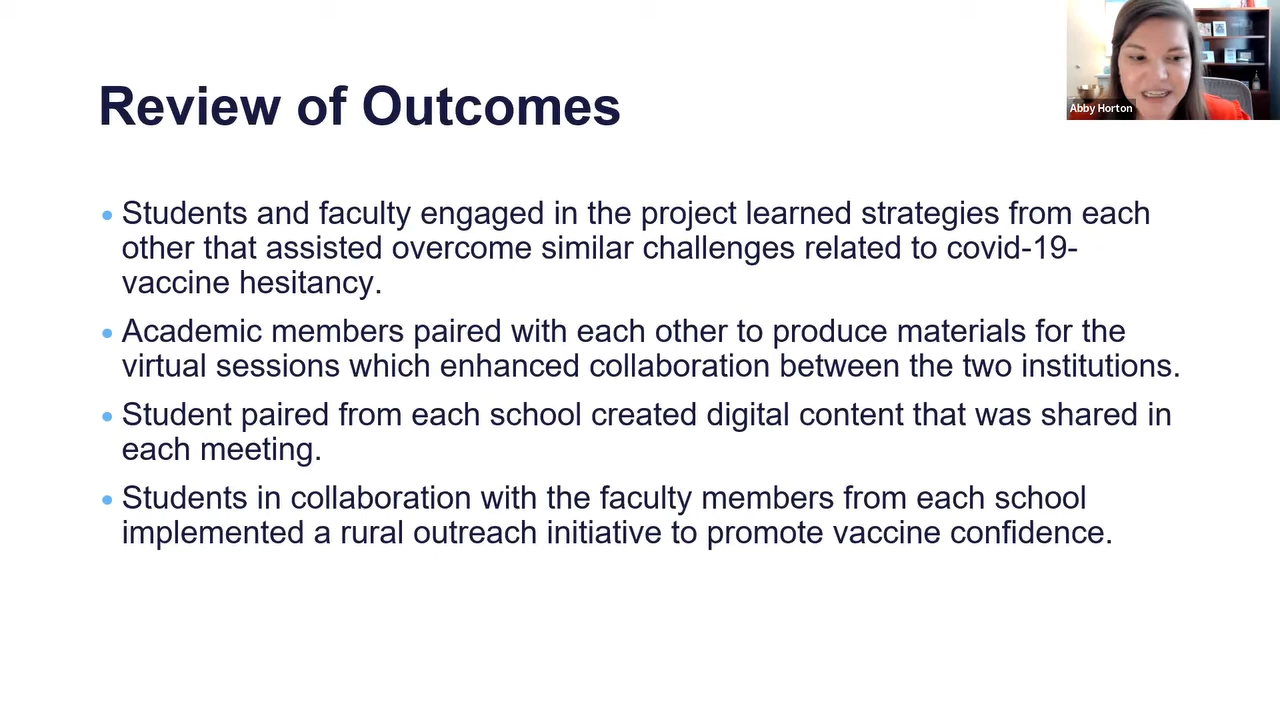 Abby Horton
Review of Outcomes
• Students and faculty engaged in the project learned strategies from each
other that assisted overcome similar challenges related to covid-19-
vaccine hesitancy.
• Academic members paired with each other to produce materials for the
virtual sessions which enhanced collaboration between the two institutions.
• Student paired from each school created digital content that was shared in
each meeting.
• Students in collaboration with the faculty members from each school
implemented a rural outreach initiative to promote vaccine confidence.